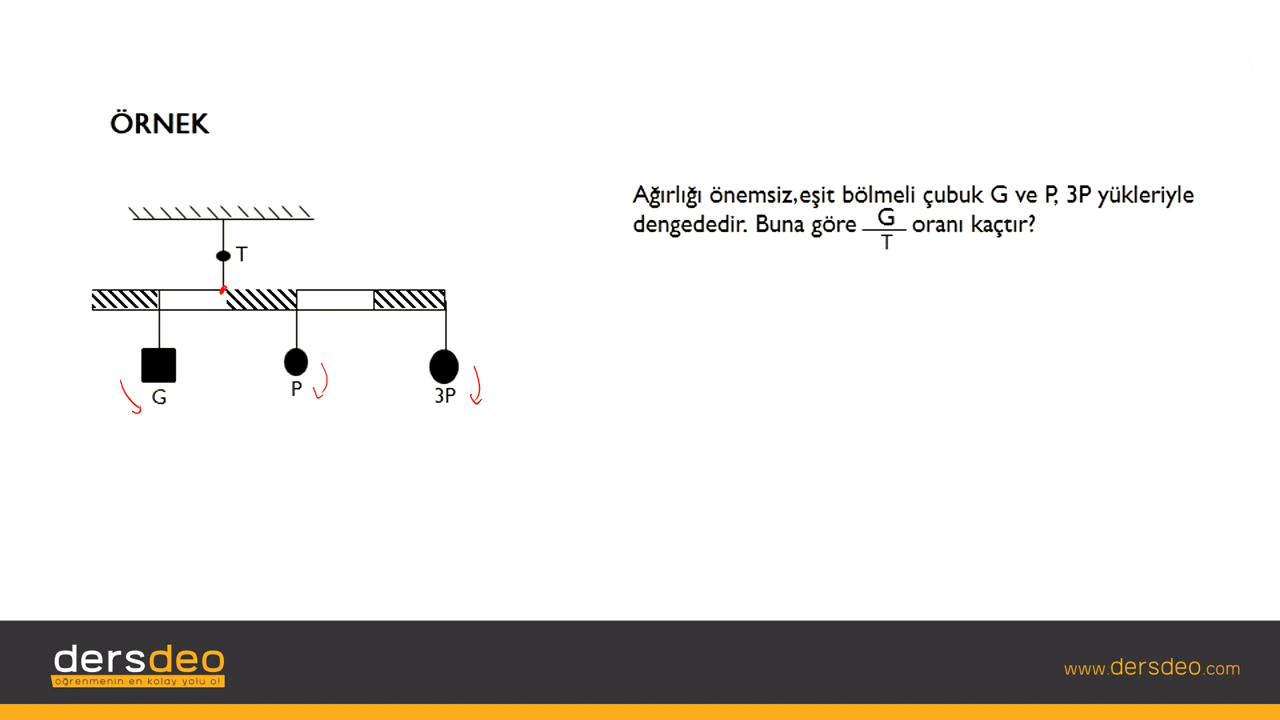 ÖRNEK
Ağırlığı önemsiz,eşit bölmeli çubuk G ve P, 3P yükleriyle
dengededir. Buna göre G/T oranı kaçtır?
T
G
P
3P
dersdeo
öğrenmenin en kolay yolu o!
www.dersdeo.com